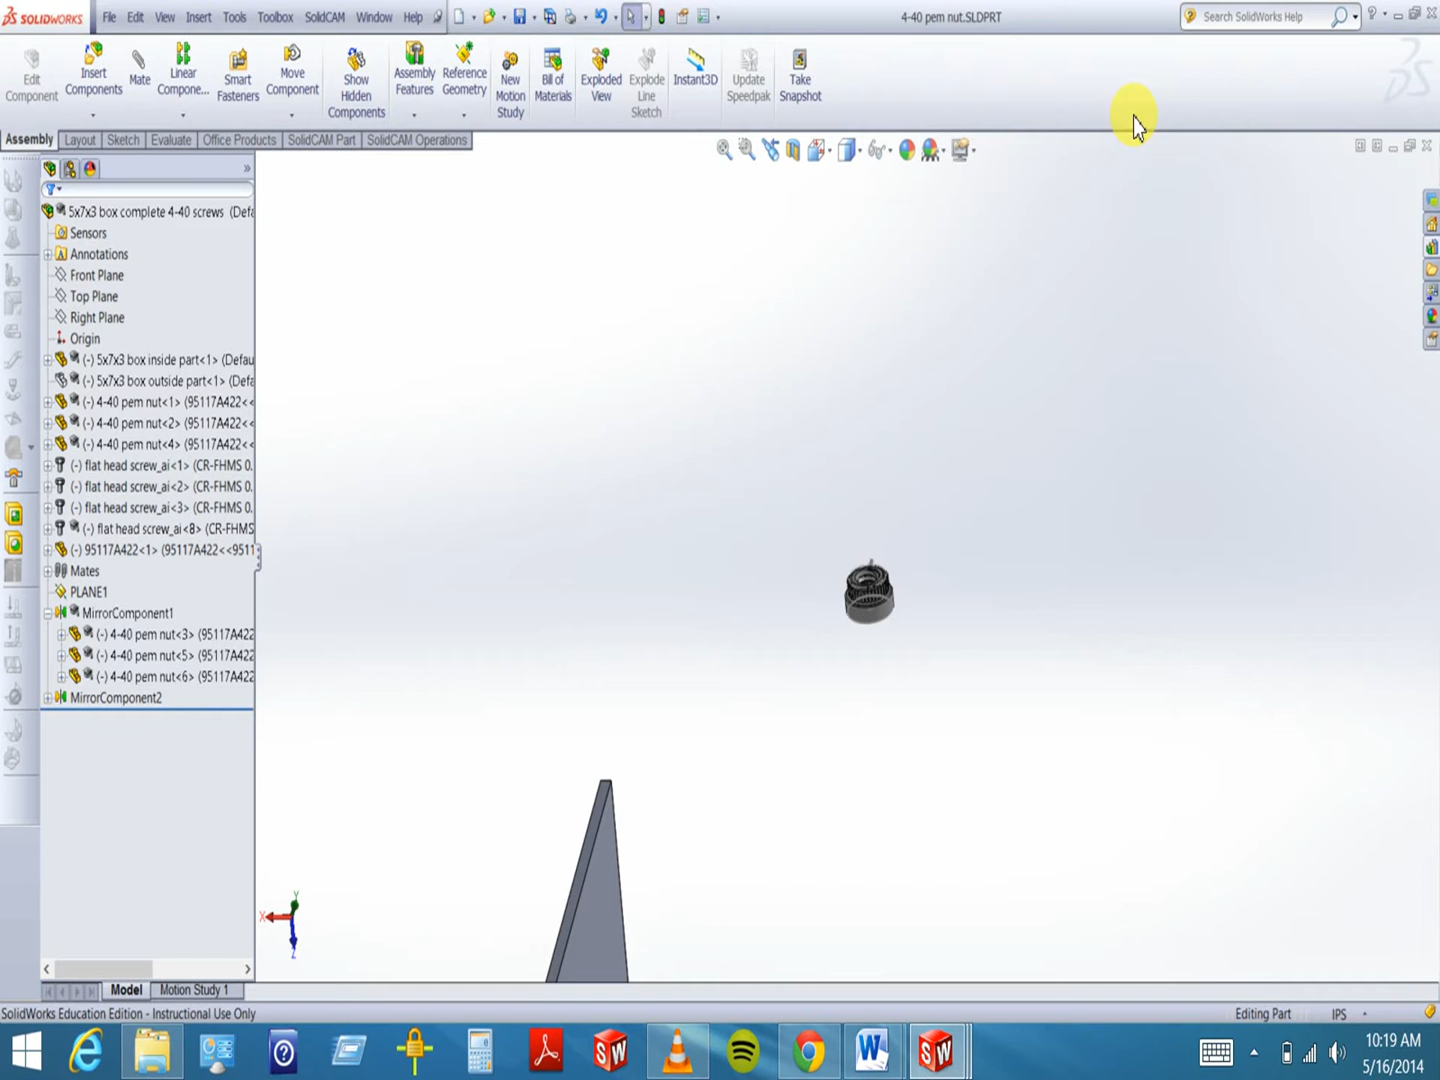 SOLIDWORKS File Edit View Insert Tools Toolbox SolidCAM Window Help 4-40 pem nut.SLDPRT Search SolidWorks Help
Edit Component
Insert Components
Mate
Linear Compone...
Smart Fasteners
Move Component
Show Hidden Components
Assembly Features
Reference Geometry
New Motion Study
Bill of Materials
Exploded View
Explode Line Sketch
Instant3D
Update Speedpak
Take Snapshot
Assembly Layout Sketch Evaluate Office Products SolidCAM Part SolidCAM Operations
5x7x3 box complete 4-40 screws (Defa
Sensors
Annotations
Front Plane
Top Plane
Right Plane
Origin
(-) 5x7x3 box inside part<1> (Defau
(-) 5x7x3 box outside part<1> (Defa
(-) 4-40 pem nut<1> (95117A422<<
(-) 4-40 pem nut<2> (95117A422<<
(-) 4-40 pem nut<4> (95117A422<<
(-) flat head screw_ai<1> (CR-FHMS 0.
(-) flat head screw_ai<2> (CR-FHMS 0.
(-) flat head screw_ai<3> (CR-FHMS 0.
(-) flat head screw_ai<8> (CR-FHMS
(-) 95117A422<1> (95117A422<<9511
Mates
PLANE1
MirrorComponent1
(-) 4-40 pem nut<3> (95117A422
(-) 4-40 pem nut<5> (95117A422
(-) 4-40 pem nut<6> (95117A422
MirrorComponent2
Y
X
Z
Model Motion Study 1
SolidWorks Education Edition - Instructional Use Only Editing Part IPS
10:19 AM
5/16/2014